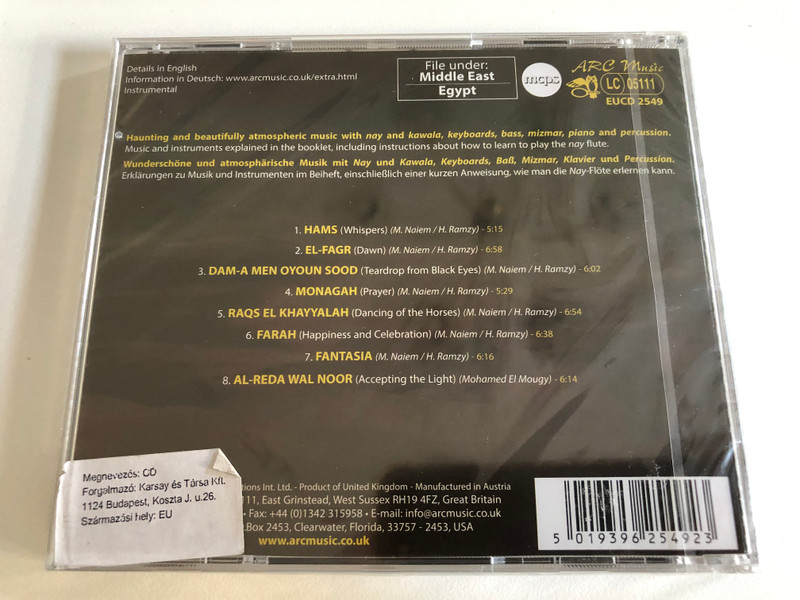 Details in English
Information in Deutsch: www.arcmusic.co.uk/extra.html
Instrumental
File under:
Middle East
Egypt
mcps
ARC Music
LC 05111
EUCD 2549
Haunting and beautifully atmospheric music with nay and kawala, keyboards, bass, mizmar, piano and percussion.
Music and instruments explained in the booklet, including instructions about how to learn to play the nay flute.
Wunderschöne und atmosphärische Musik mit Nay und Kawala, Keyboards, Baß, Mizmar, Klavier und Percussion.
Erklärungen zu Musik und Instrumenten im Beiheft, einschließlich einer kurzen Anweisung, wie man die Nay-Flöte erlernen kann.
1. HAMS (Whispers) (M. Naiem / H. Ramzy) - 5:15
2. EL-FAGR (Dawn) (M. Naiem / H. Ramzy) - 6:58
3. DAM-A MEN OYOUN SOOD (Teardrop from Black Eyes) (M. Naiem / H. Ramzy) - 6:02
4. MONAGAH (Prayer) (M. Naiem / H. Ramzy) - 5:29
5. RAQS EL KHAYYALAH (Dancing of the Horses) (M. Naiem / H. Ramzy) - 6:54
6. FARAH (Happiness and Celebration) (M. Naiem / H. Ramzy) - 6:38
7. FANTASIA (M. Naiem / H. Ramzy) - 6:16
8. AL-REDA WAL NOOR (Accepting the Light) (Mohamed El Mougy) - 6:14
Megnevezés: CD
Forgalmazó: Karsay és Társa Kft.
1124 Budapest, Koszta J. u.26.
Származási hely: EU
tions Int. Ltd. - Product of United Kingdom - Manufactured in Austria
111, East Grinstead, West Sussex RH19 4FZ, Great Britain
• Fax: +44 (0)1342 315958 • E-mail: info@arcmusic.co.uk
.Box 2453, Clearwater, Florida, 33757 - 2453, USA
www.arcmusic.co.uk
5 019396 254923